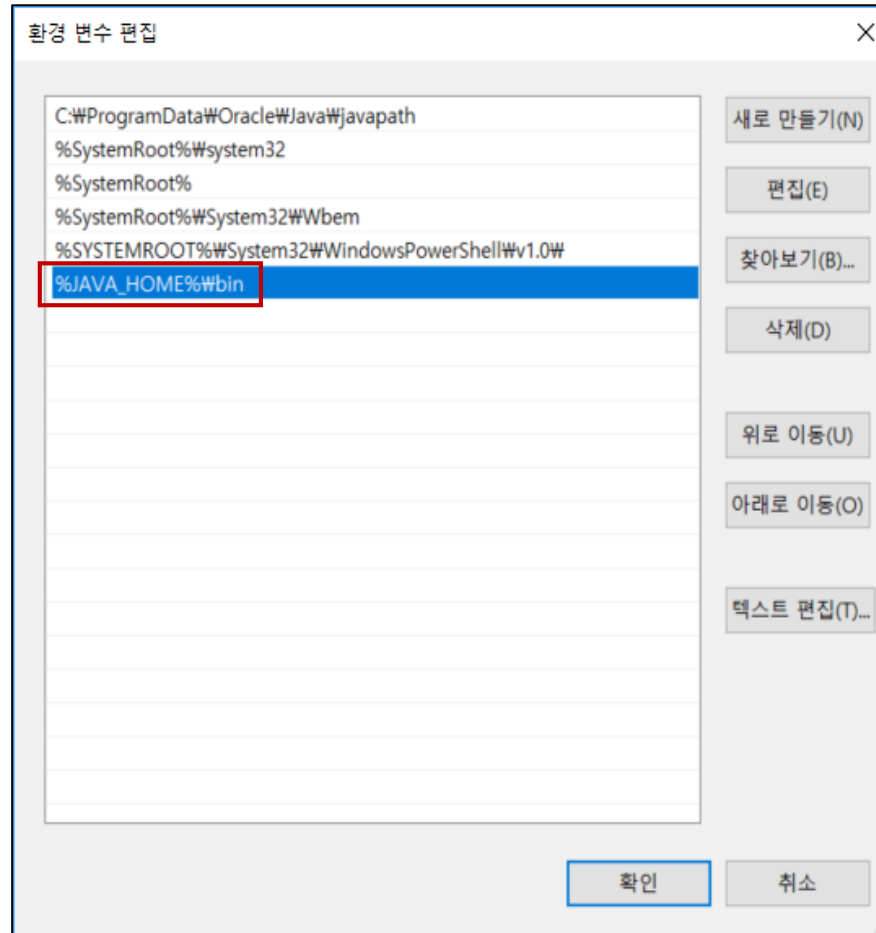 환경 변수 편집
C:₩ProgramData₩Oracle₩Java₩javapath
%SystemRoot%₩system32
%SystemRoot%
%SystemRoot%₩System32₩Wbem
%SYSTEMROOT%₩System32₩WindowsPowerShell₩v1.0₩
%JAVA_HOME%₩bin
새로 만들기(N)
편집(E)
찾아보기(B)...
삭제(D)
위로 이동(U)
아래로 이동(O)
텍스트 편집(T)...
확인
취소